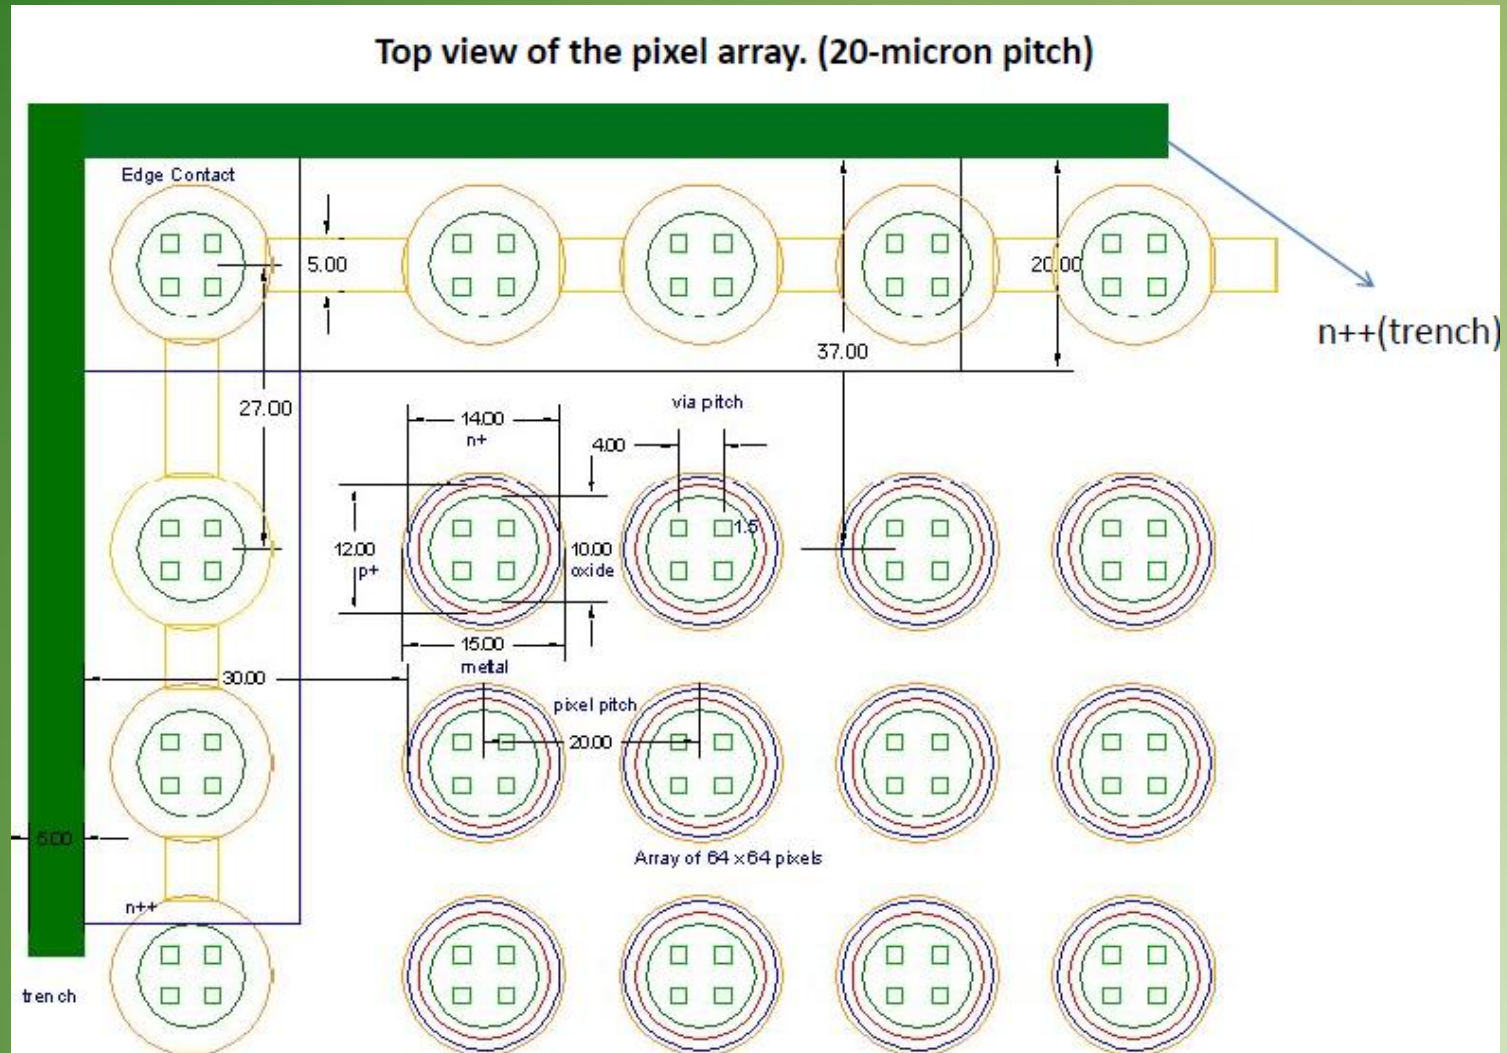 Top view of the pixel array. (20-micron pitch)
Edge Contact
5.00
20.00
n++(trench)
37.00
27.00
via pitch
14.00
n+
4.00
1.5
12.00
p+
10.00
oxide
15.00
metal
30.00
pixel pitch
20.00
5.00
Array of 64 x 64 pixels
n++
trench